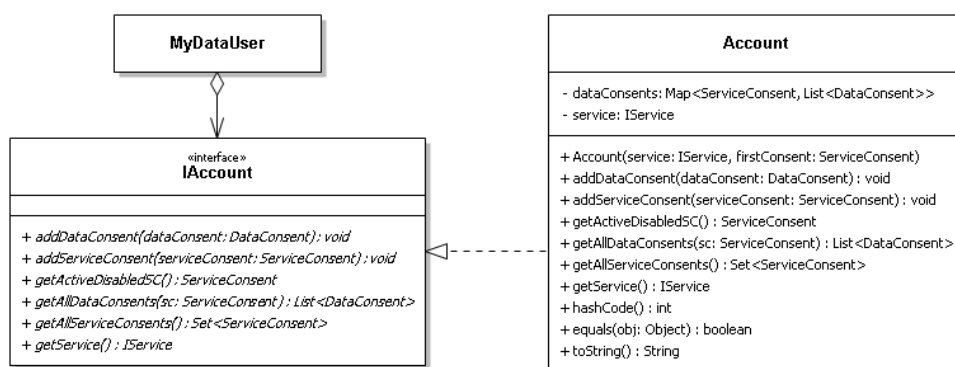 MyDataUser
«interface»
IAccount
+ addDataConsent(dataConsent: DataConsent) : void
+ addServiceConsent(serviceConsent: ServiceConsent) : void
+ getActiveDisabledSC() : ServiceConsent
+ getAllDataConsents(sc: ServiceConsent) : List<DataConsent>
+ getAllServiceConsents() : Set<ServiceConsent>
+ getService() : IService
Account
- dataConsents: Map<ServiceConsent, List<DataConsent>>
- service: IService
+ Account(service: IService, firstConsent: ServiceConsent)
+ addDataConsent(dataConsent: DataConsent) : void
+ addServiceConsent(serviceConsent: ServiceConsent) : void
+ getActiveDisabledSC() : ServiceConsent
+ getAllDataConsents(sc: ServiceConsent) : List<DataConsent>
+ getAllServiceConsents() : Set<ServiceConsent>
+ getService() : IService
+ hashCode() : int
+ equals(obj: Object) : boolean
+ toString() : String